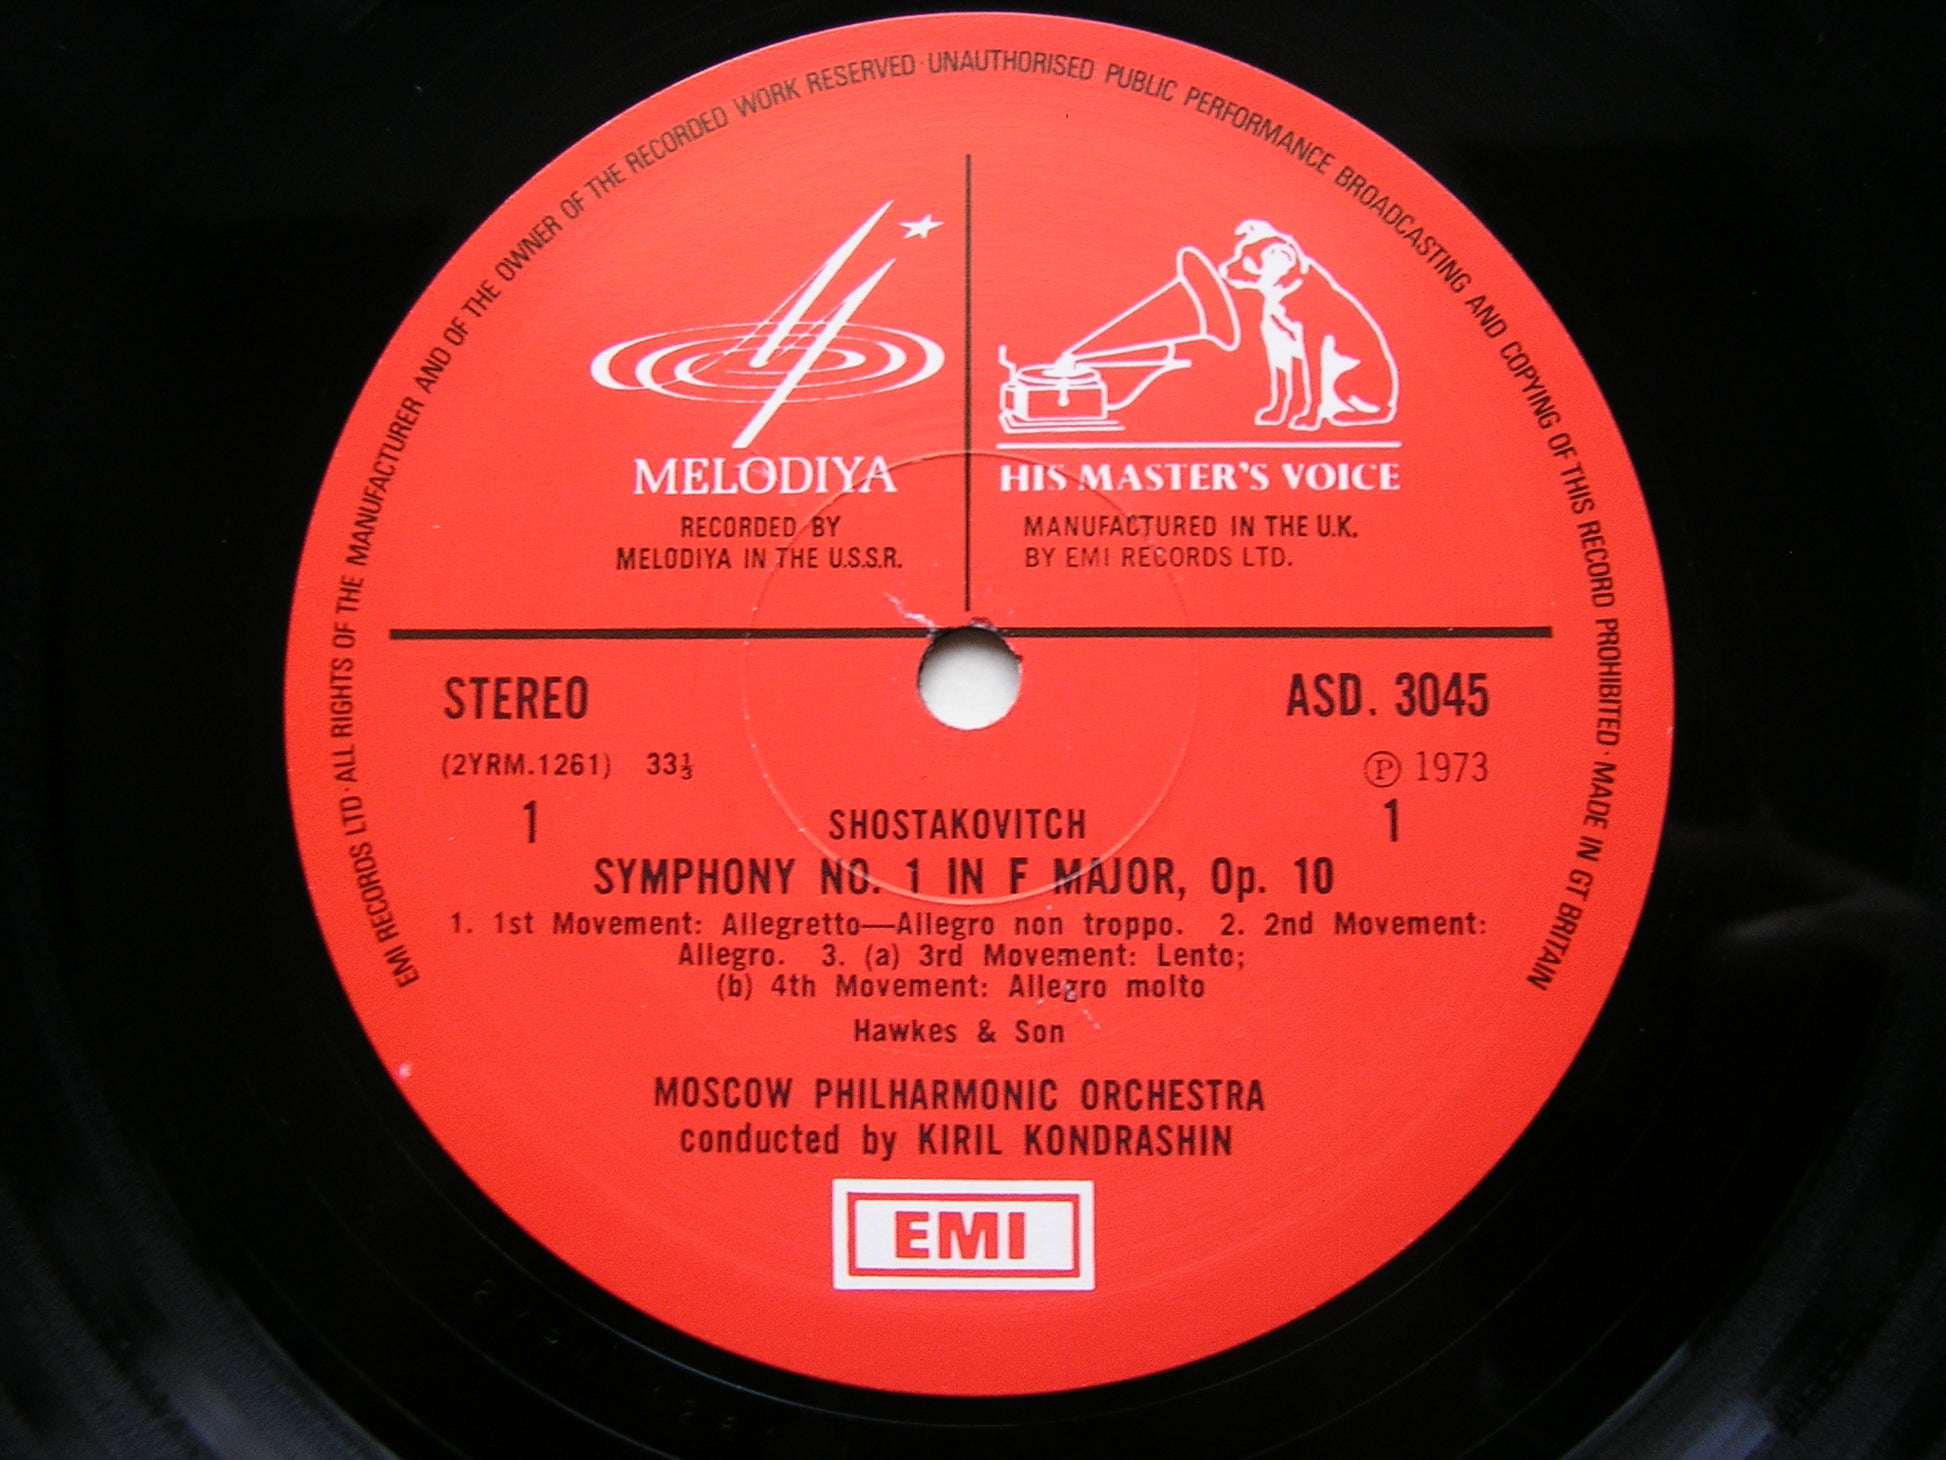 EMI RECORDS LTD · ALL RIGHTS OF THE MANUFACTURER AND OF THE OWNER OF THE RECORDED WORK RESERVED · UNAUTHORISED PUBLIC PERFORMANCE BROADCASTING AND COPYING OF THIS RECORD PROHIBITED · MADE IN GT BRITAIN
MELODIYA
RECORDED BY
MELODIYA IN THE U.S.S.R.
HIS MASTER'S VOICE
MANUFACTURED IN THE U.K.
BY EMI RECORDS LTD.
STEREO ASD. 3045
(2YRM.1261) 33⅓ ℗ 1973
1 SHOSTAKOVITCH 1
SYMPHONY NO. 1 IN F MAJOR, Op. 10
1. 1st Movement: Allegretto—Allegro non troppo. 2. 2nd Movement:
Allegro. 3. (a) 3rd Movement: Lento;
(b) 4th Movement: Allegro molto
Hawkes & Son
MOSCOW PHILHARMONIC ORCHESTRA
conducted by KIRIL KONDRASHIN
EMI